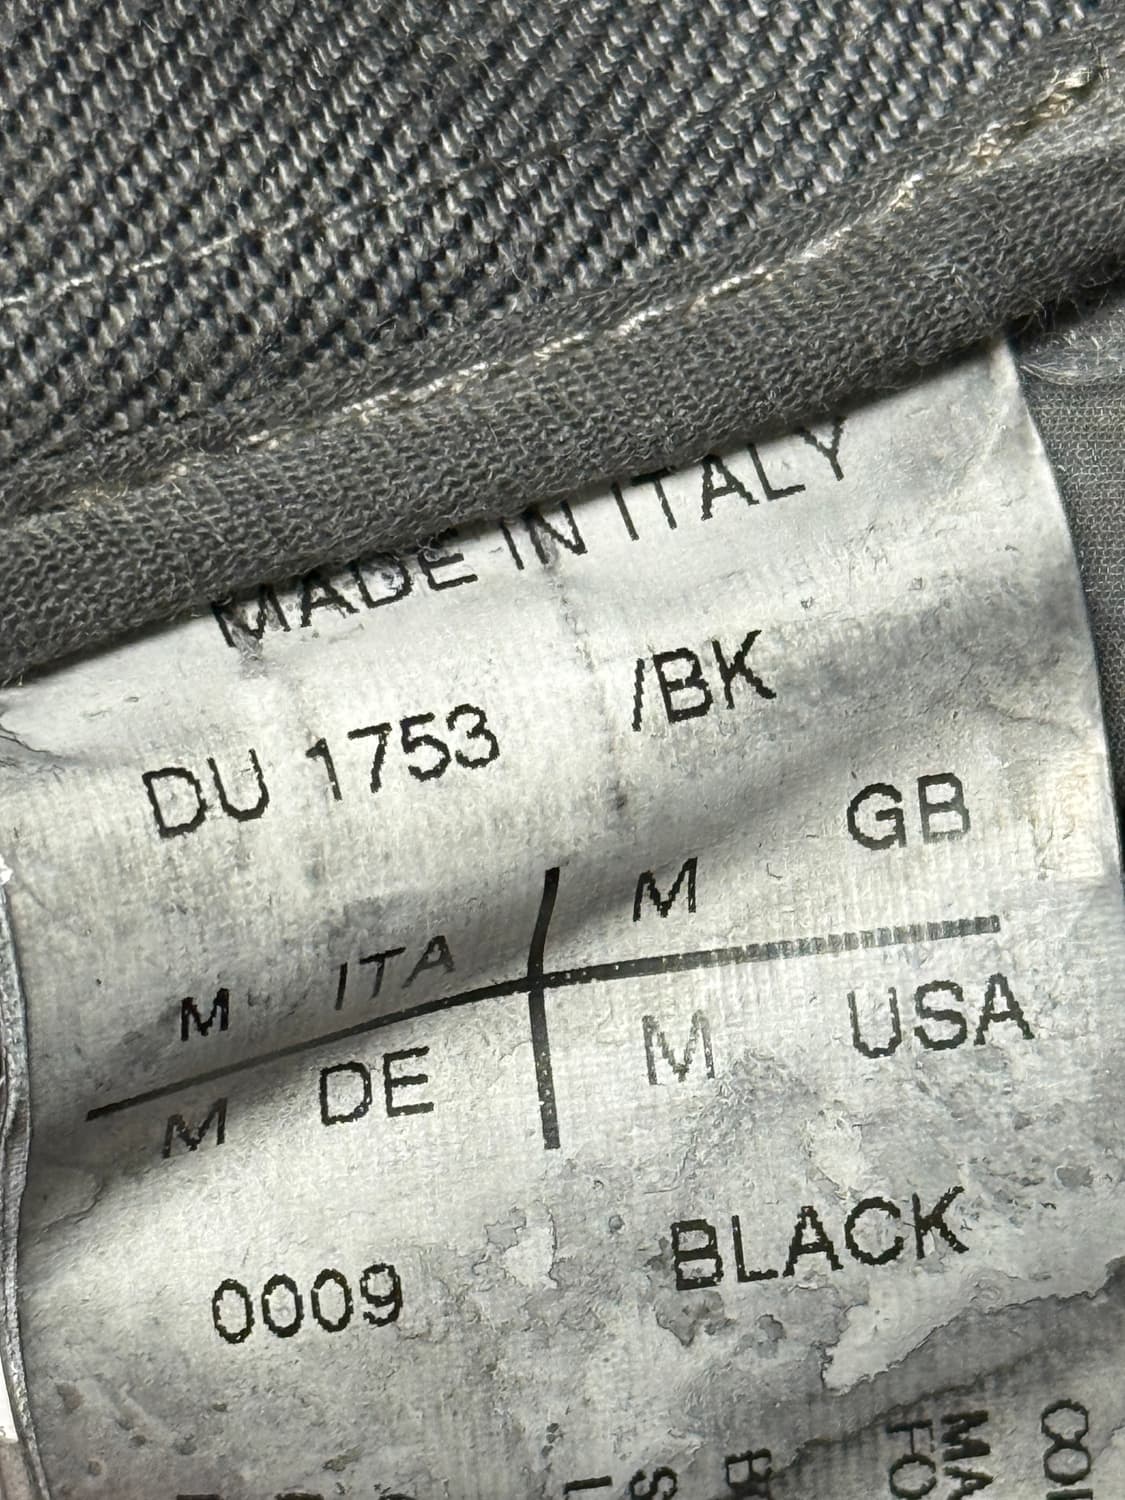 MADE IN ITALY
DU 1753 /BK
M ITA M GB
M DE M USA
0009 BLACK